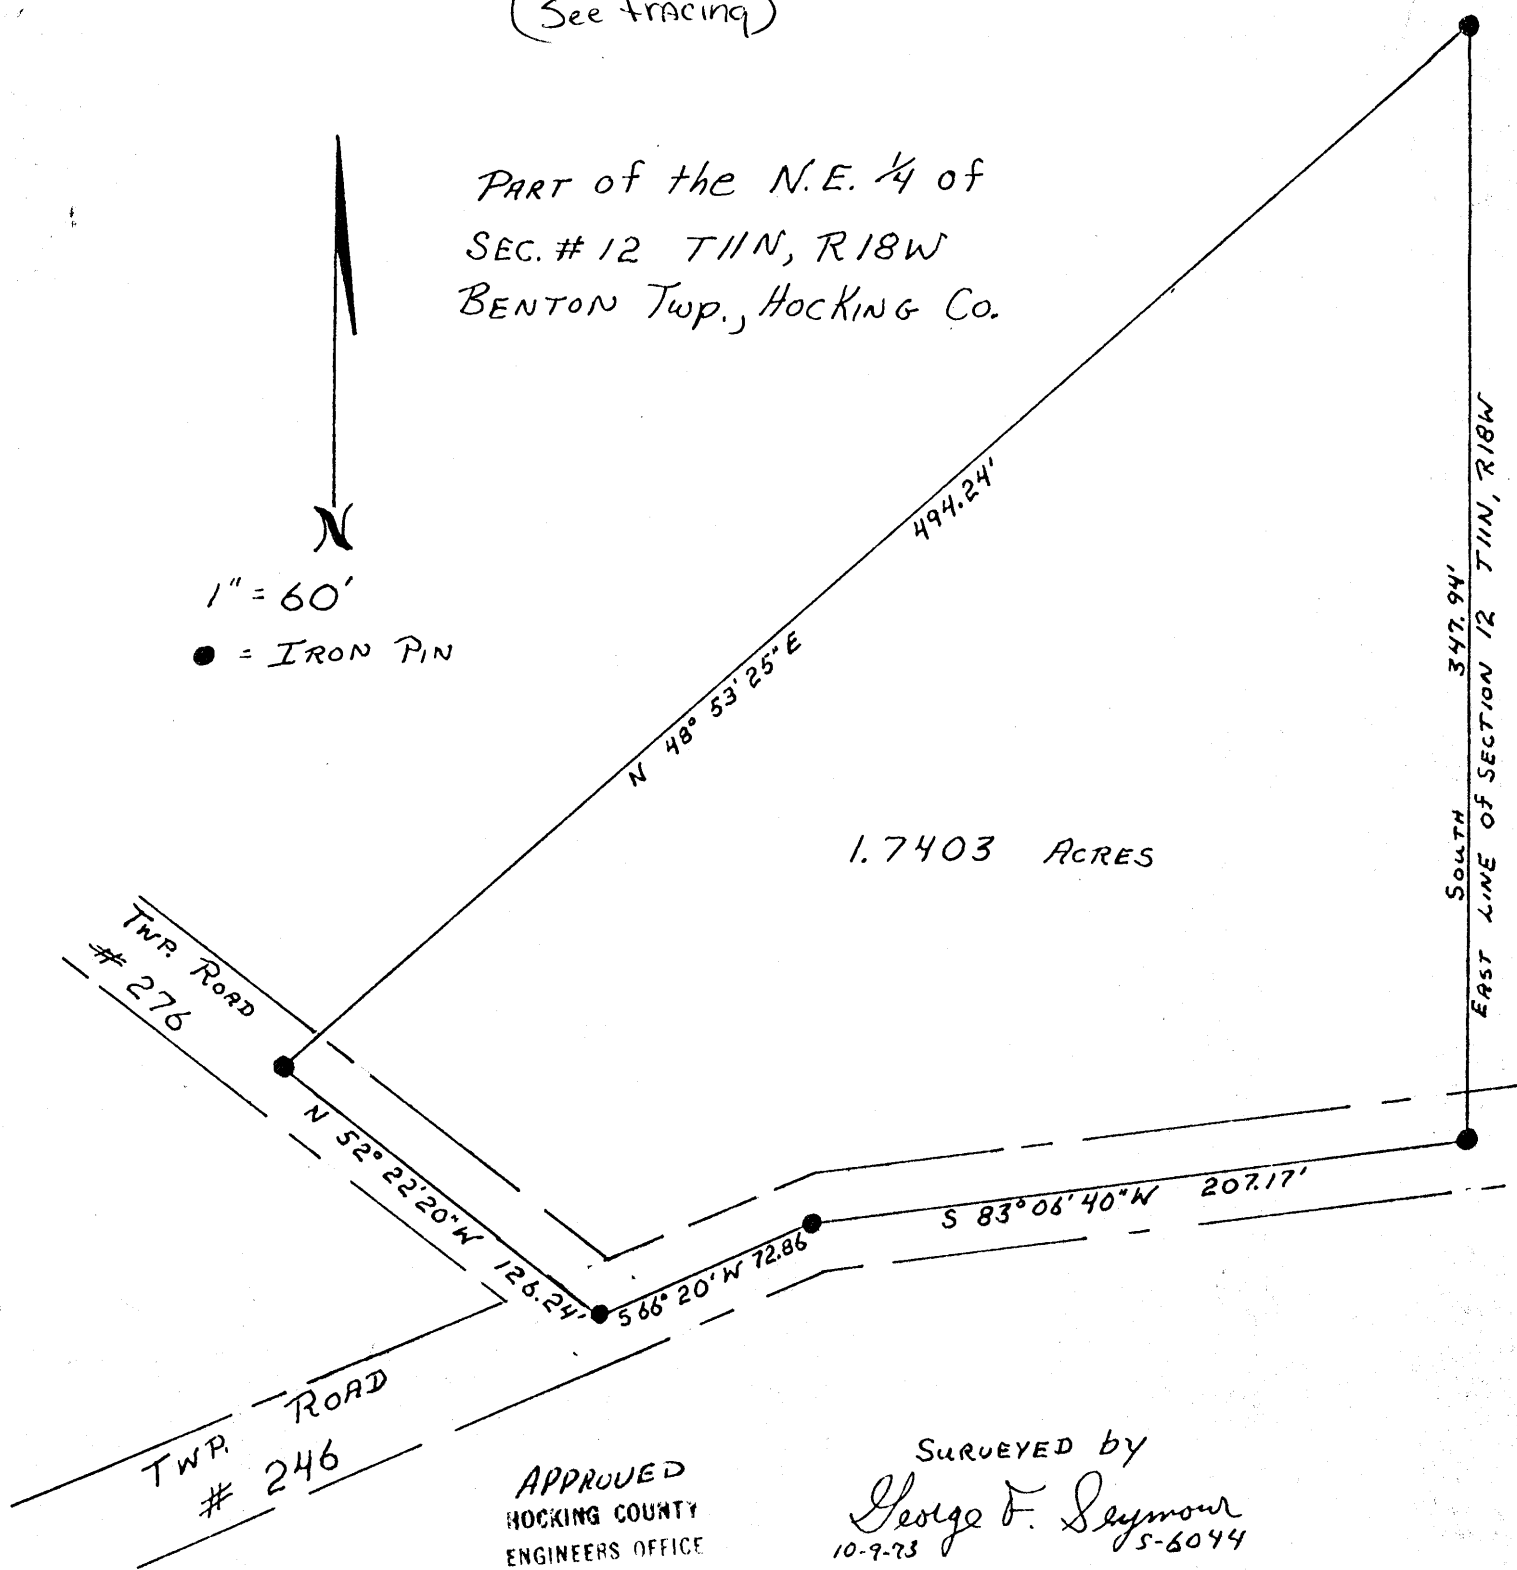 (See tracing)
PART of the N.E. 1/4 of
SEC. # 12 T11N, R18W
BENTON Twp., HOCKING Co.
N
1" = 60'
● = IRON PIN
494.24'
N 48° 53' 25" E
1.7403 ACRES
SOUTH 347.94'
EAST LINE of SECTION 12 T11N, R18W
TWP. ROAD
# 276
N 52° 22' 20" W 126.24'
S 66° 20' W 72.86
S 83° 06' 40" W 207.17'
TWP. ROAD
# 246
APPROVED
HOCKING COUNTY
ENGINEERS OFFICE
SURVEYED by
George F. Seymour
10-9-73 S-6044